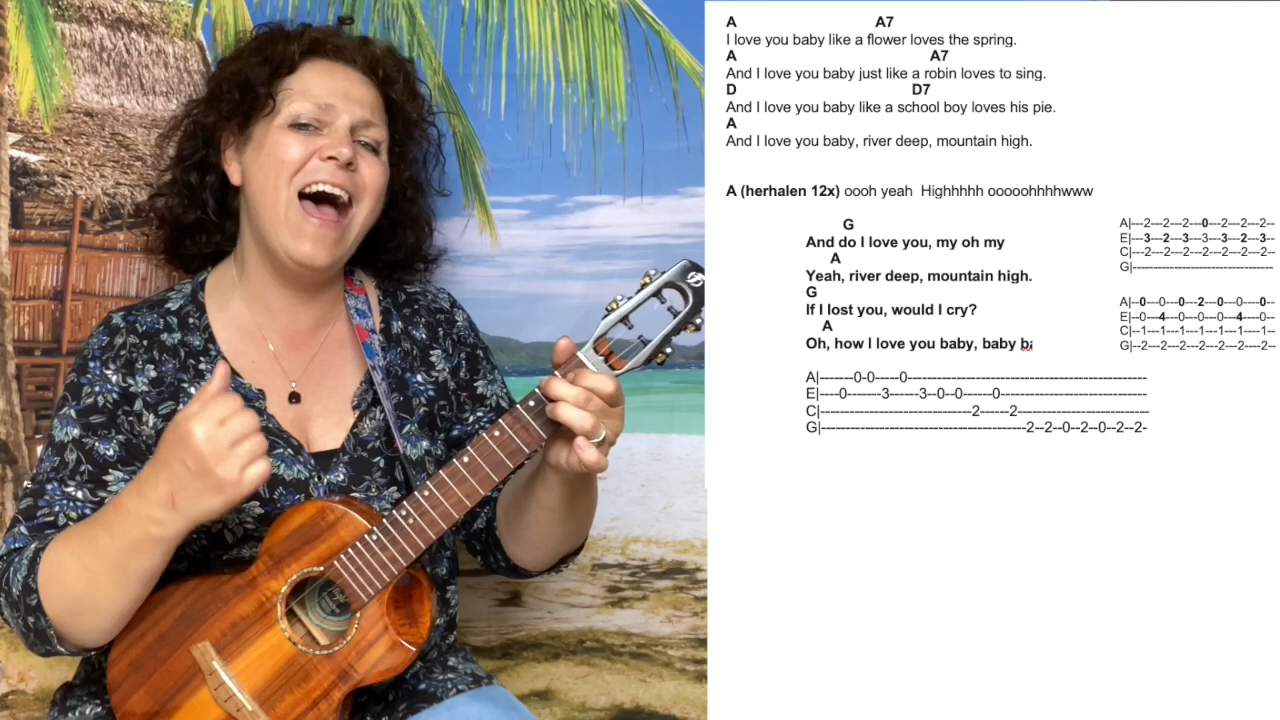 A A7
I love you baby like a flower loves the spring.
A A7
And I love you baby just like a robin loves to sing.
D D7
And I love you baby like a school boy loves his pie.
A
And I love you baby, river deep, mountain high.
A (herhalen 12x) oooh yeah Highhhhh ooooohhhhwww
G
And do I love you, my oh my
A
Yeah, river deep, mountain high.
G
If I lost you, would I cry?
A
Oh, how I love you baby, baby
A|---2---2---2---0---2---2---2--
E|---3---2---3---3---3---2---3--
C|---2---2---2---2---2---2---2--
G|-----------------------------
A|--0---0---0---2---0---0----0--
E|--0---4---0---0---0---4----0--
C|--1---1---1---1---1---1----1--
G|--2---2---2---2---2---2----2--
A|-------0-0-----0----------------------------------------
E|----0-------3------3--0--0------0-------------------------
C|-------------------------------2------2----------------------
G|------------------------------------------2--2--0--2--0--2--2-